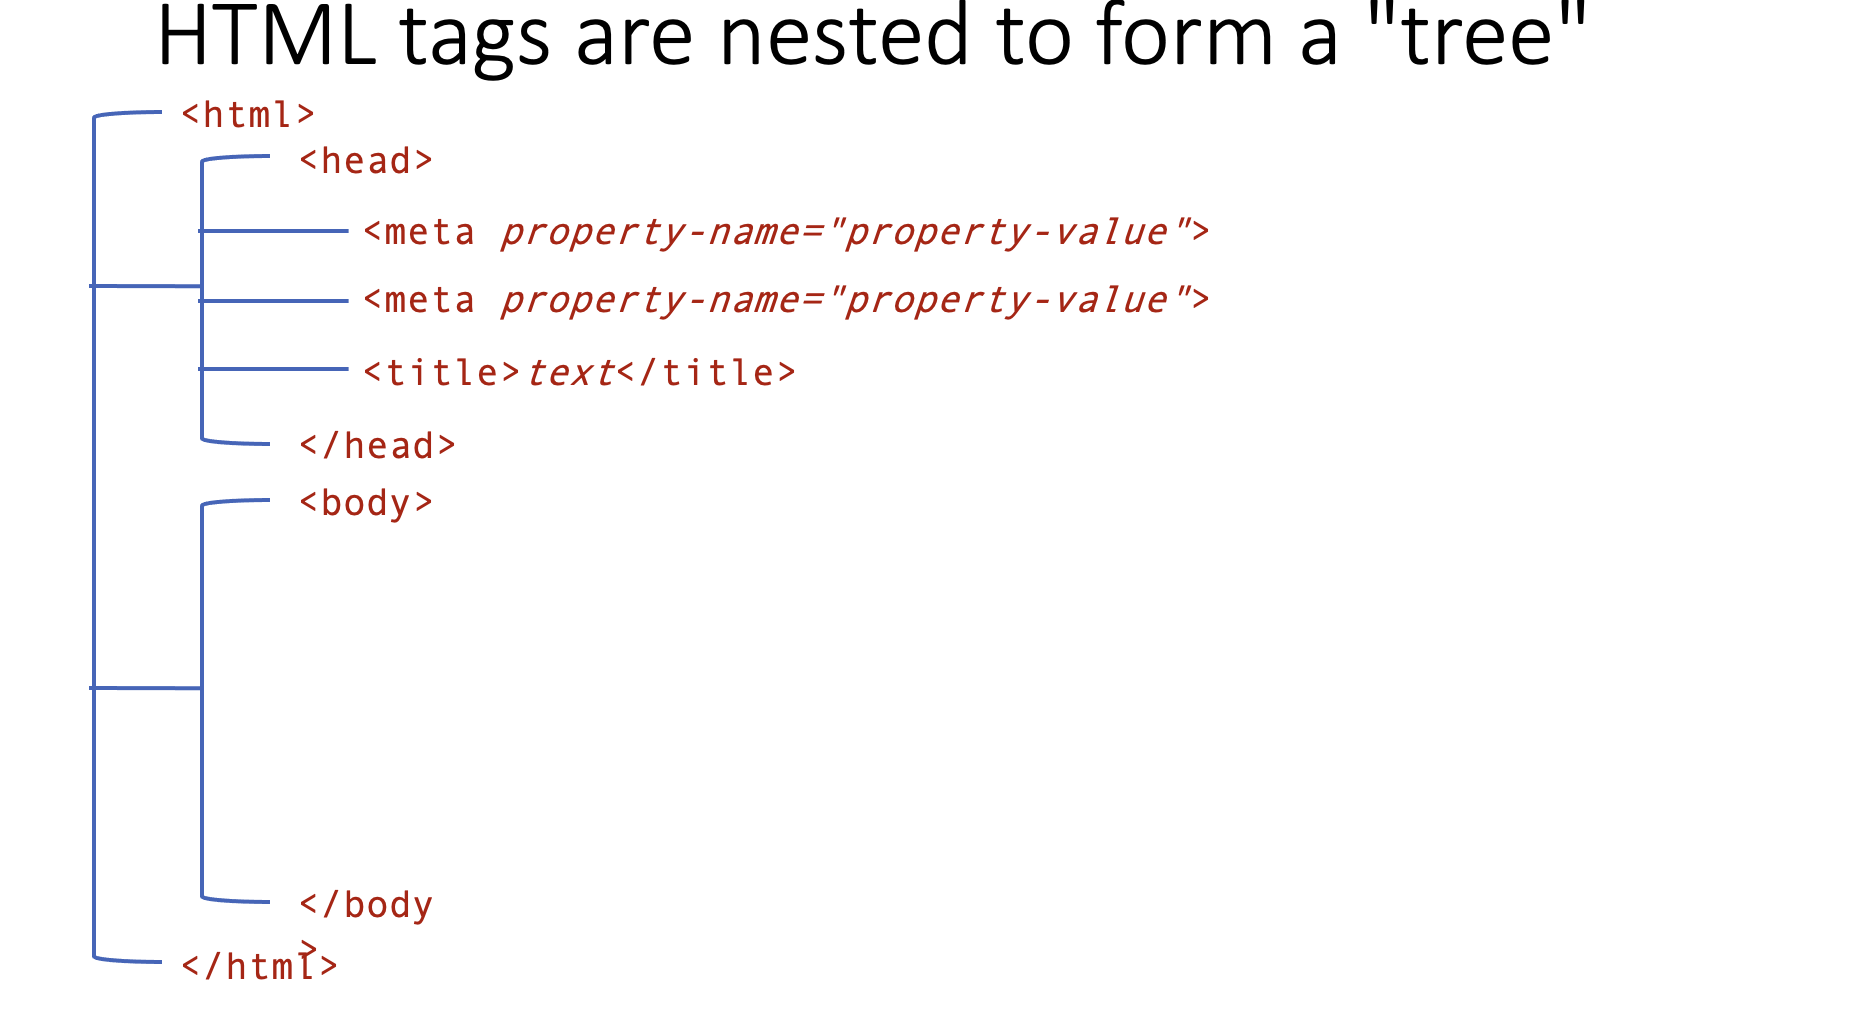 HTML tags are nested to form a "tree"
<html>
<head>
<meta property-name="property-value">
<meta property-name="property-value">
<title>text</title>
</head>
<body>
</body
>
</html>